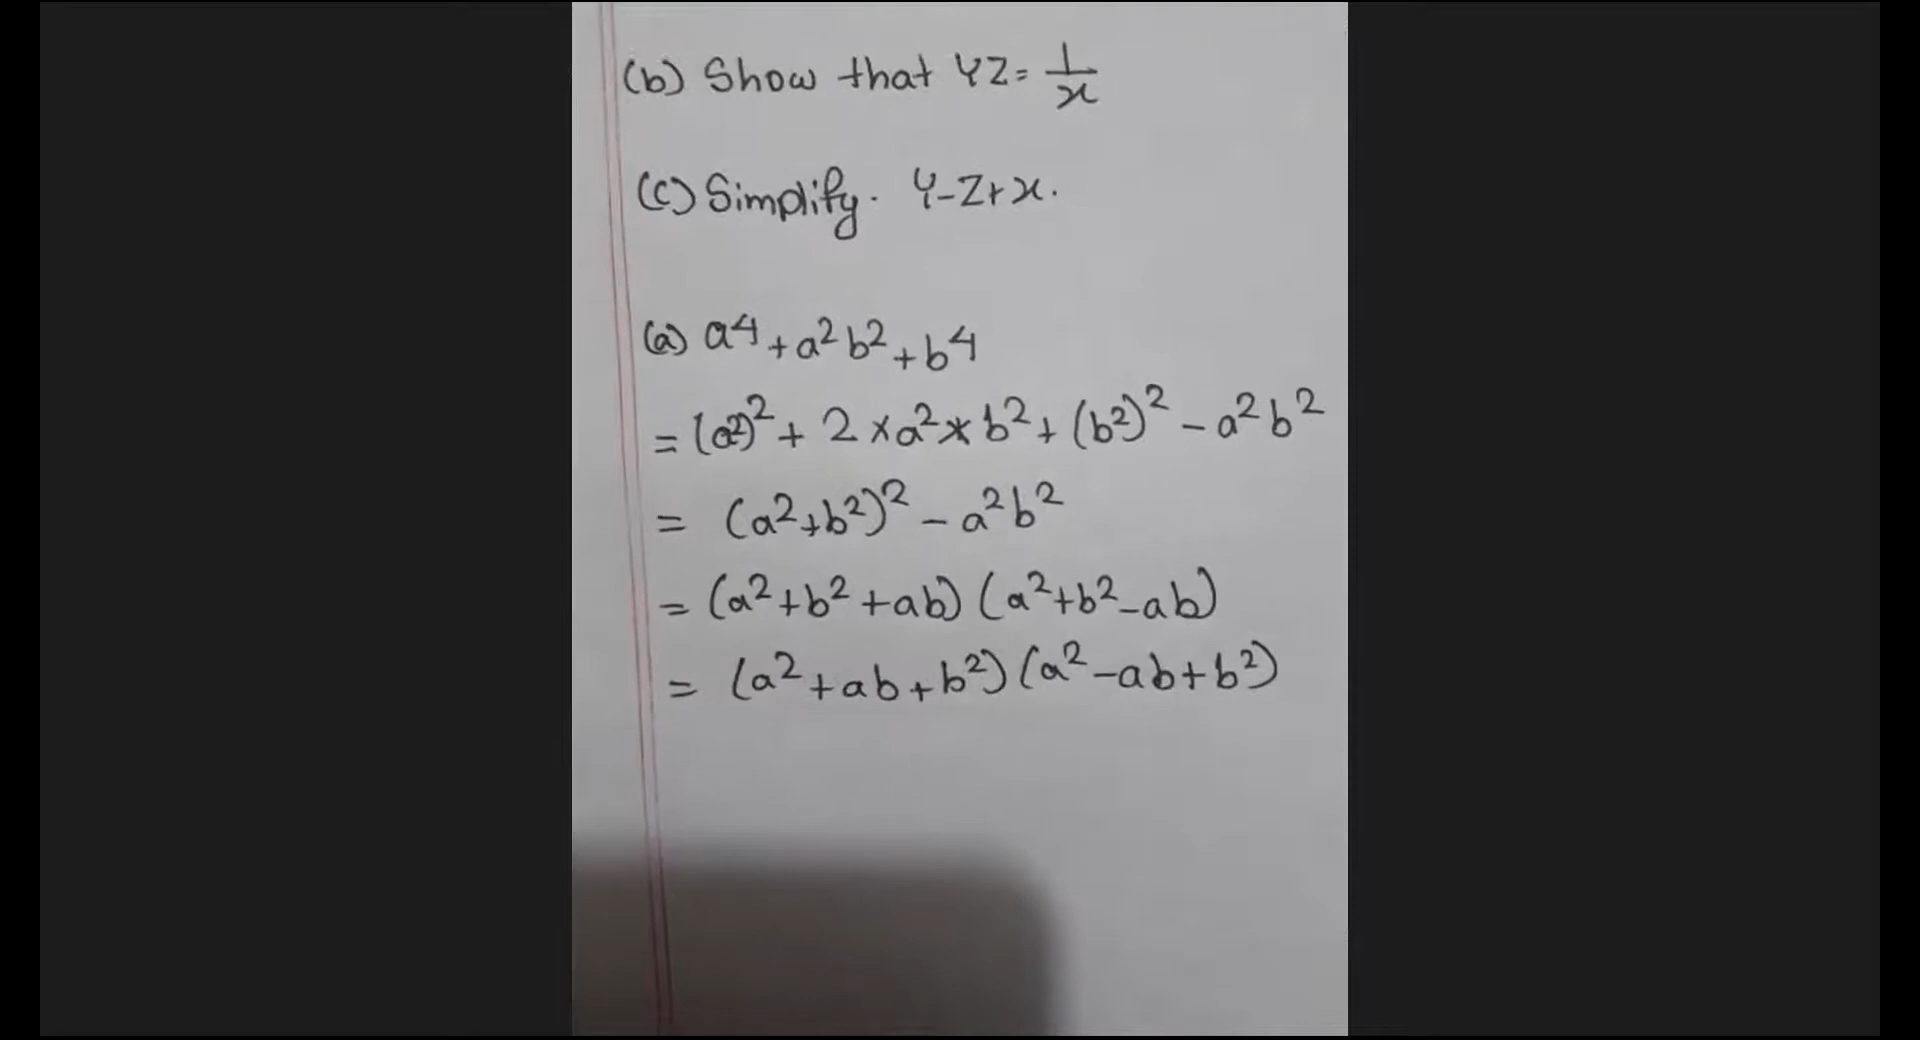 (b) Show that YZ = 1/x
(c) Simplify. Y-Z+x.
(a) a⁴ + a²b² + b⁴
= (a²)² + 2 × a² × b² + (b²)² - a²b²
= (a²+b²)² - a²b²
= (a²+b²+ab) (a²+b²-ab)
= (a²+ab+b²) (a²-ab+b²)